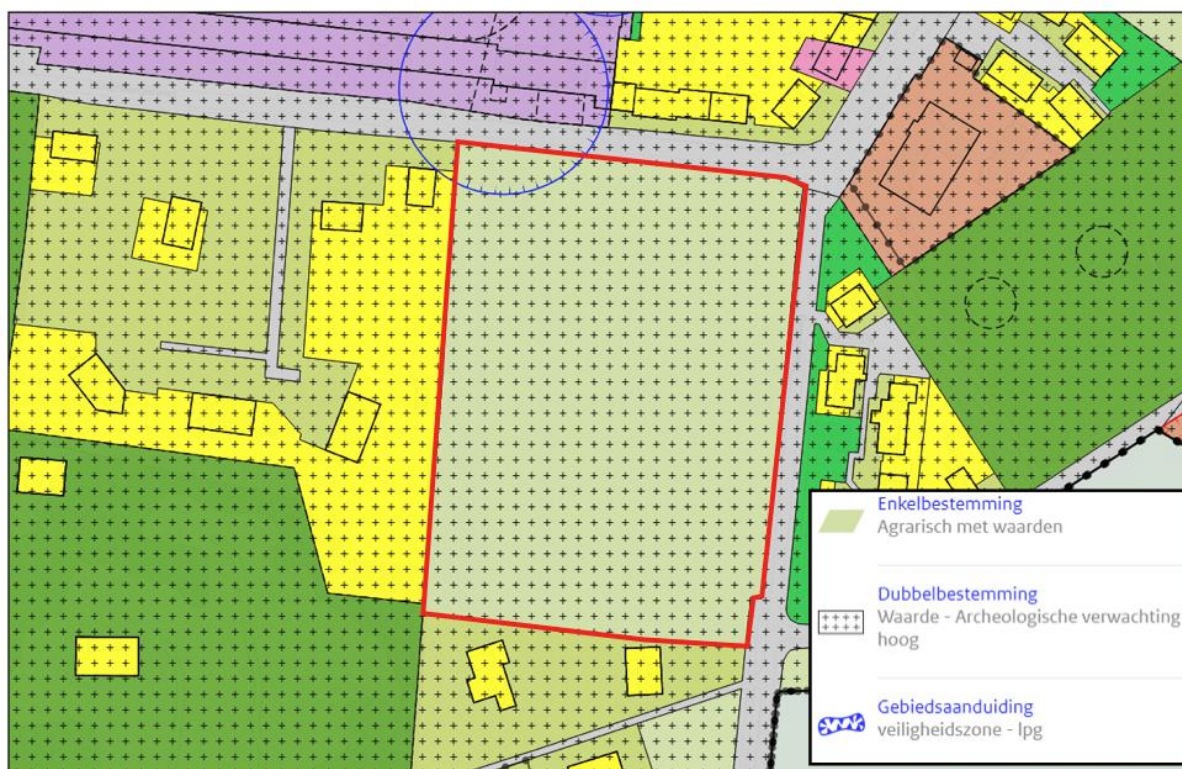 Enkelbestemming
Agrarisch met waarden
Dubbelbestemming
Waarde - Archeologische verwachting
hoog
Gebiedsaanduiding
veiligheidszone - lpg